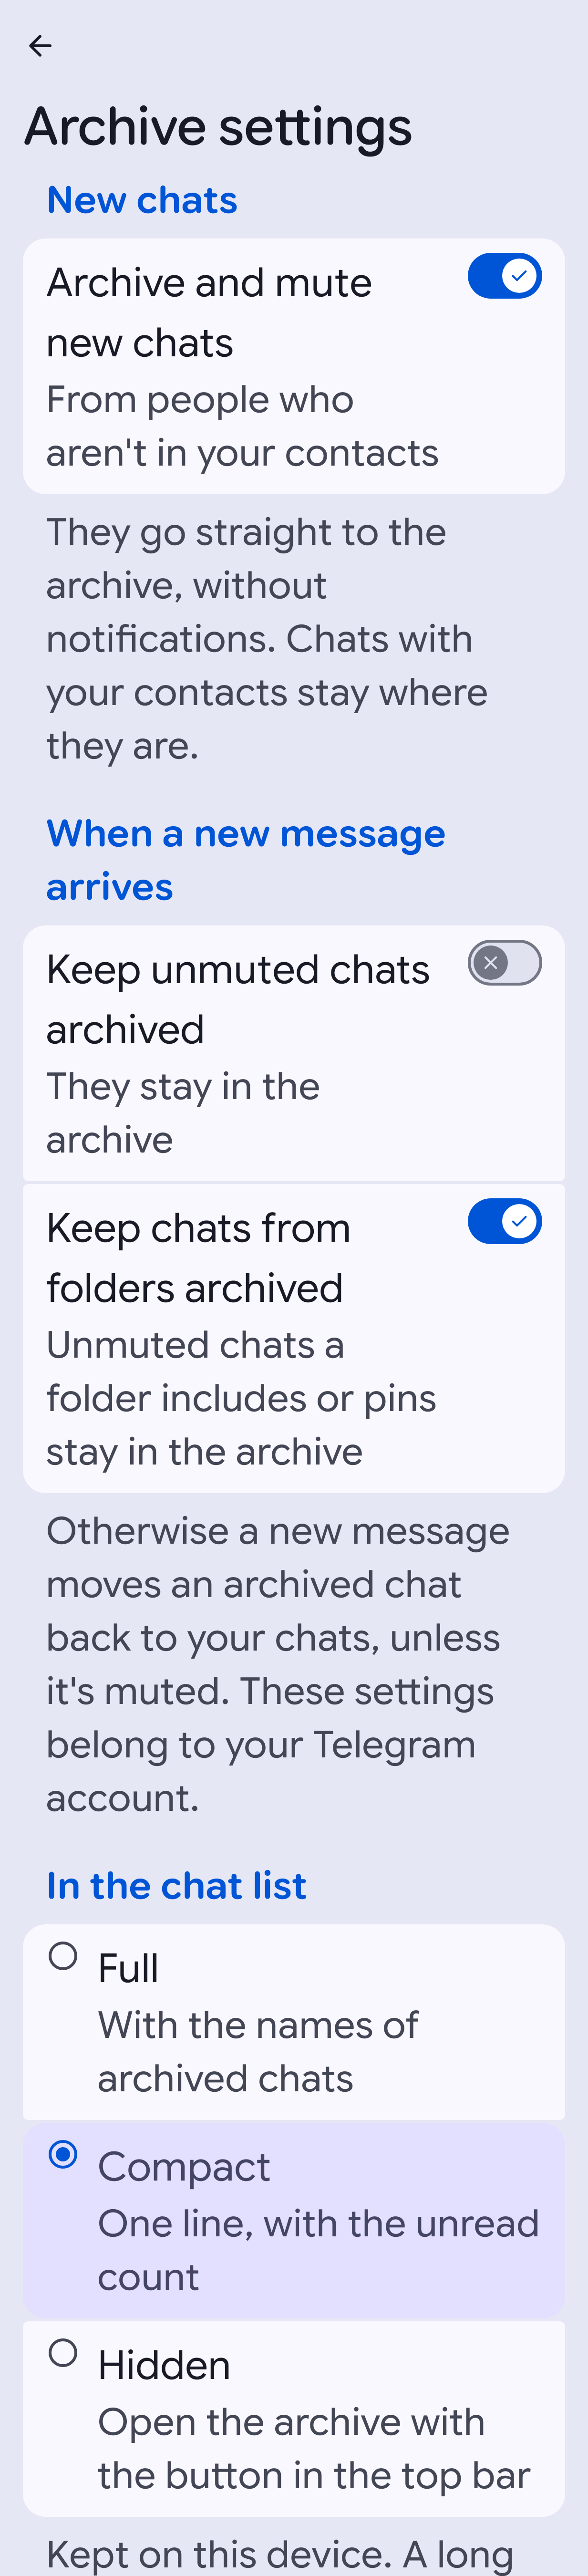 Archive settings
New chats
Archive and mute
new chats
From people who
aren't in your contacts
They go straight to the
archive, without
notifications. Chats with
your contacts stay where
they are.
When a new message
arrives
Keep unmuted chats
archived
They stay in the
archive
Keep chats from
folders archived
Unmuted chats a
folder includes or pins
stay in the archive
Otherwise a new message
moves an archived chat
back to your chats, unless
it's muted. These settings
belong to your Telegram
account.
In the chat list
Full
With the names of
archived chats
Compact
One line, with the unread
count
Hidden
Open the archive with
the button in the top bar
Kept on this device. A long